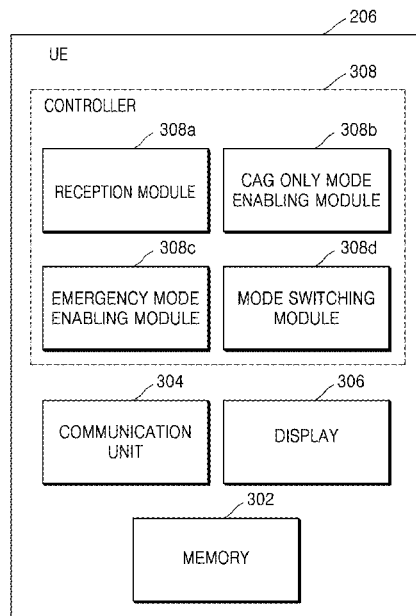 206
UE
308
CONTROLLER
308a
308b
RECEPTION MODULE
CAG ONLY MODE
ENABLING MODULE
308c
308d
EMERGENCY MODE
ENABLING MODULE
MODE SWITCHING
MODULE
304
306
COMMUNICATION
UNIT
DISPLAY
302
MEMORY